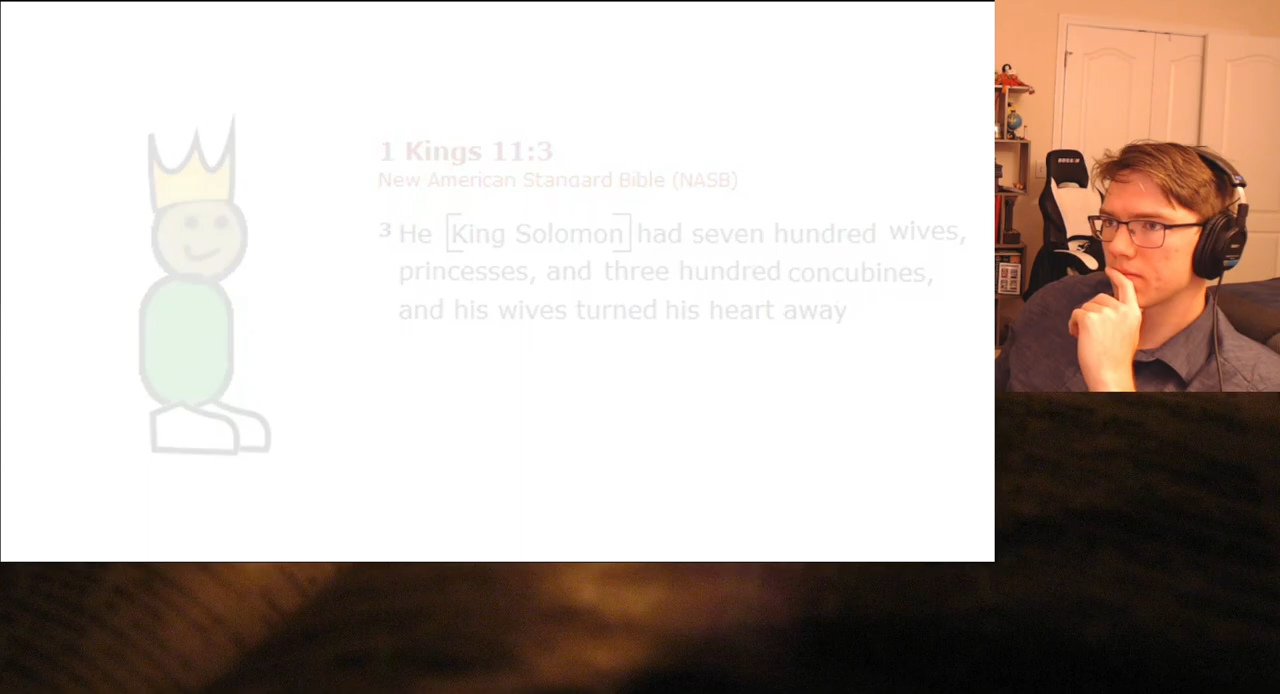 1 Kings 11:3
New American Standard Bible (NASB)
3 He [King Solomon] had seven hundred wives,
princesses, and three hundred concubines,
and his wives turned his heart away